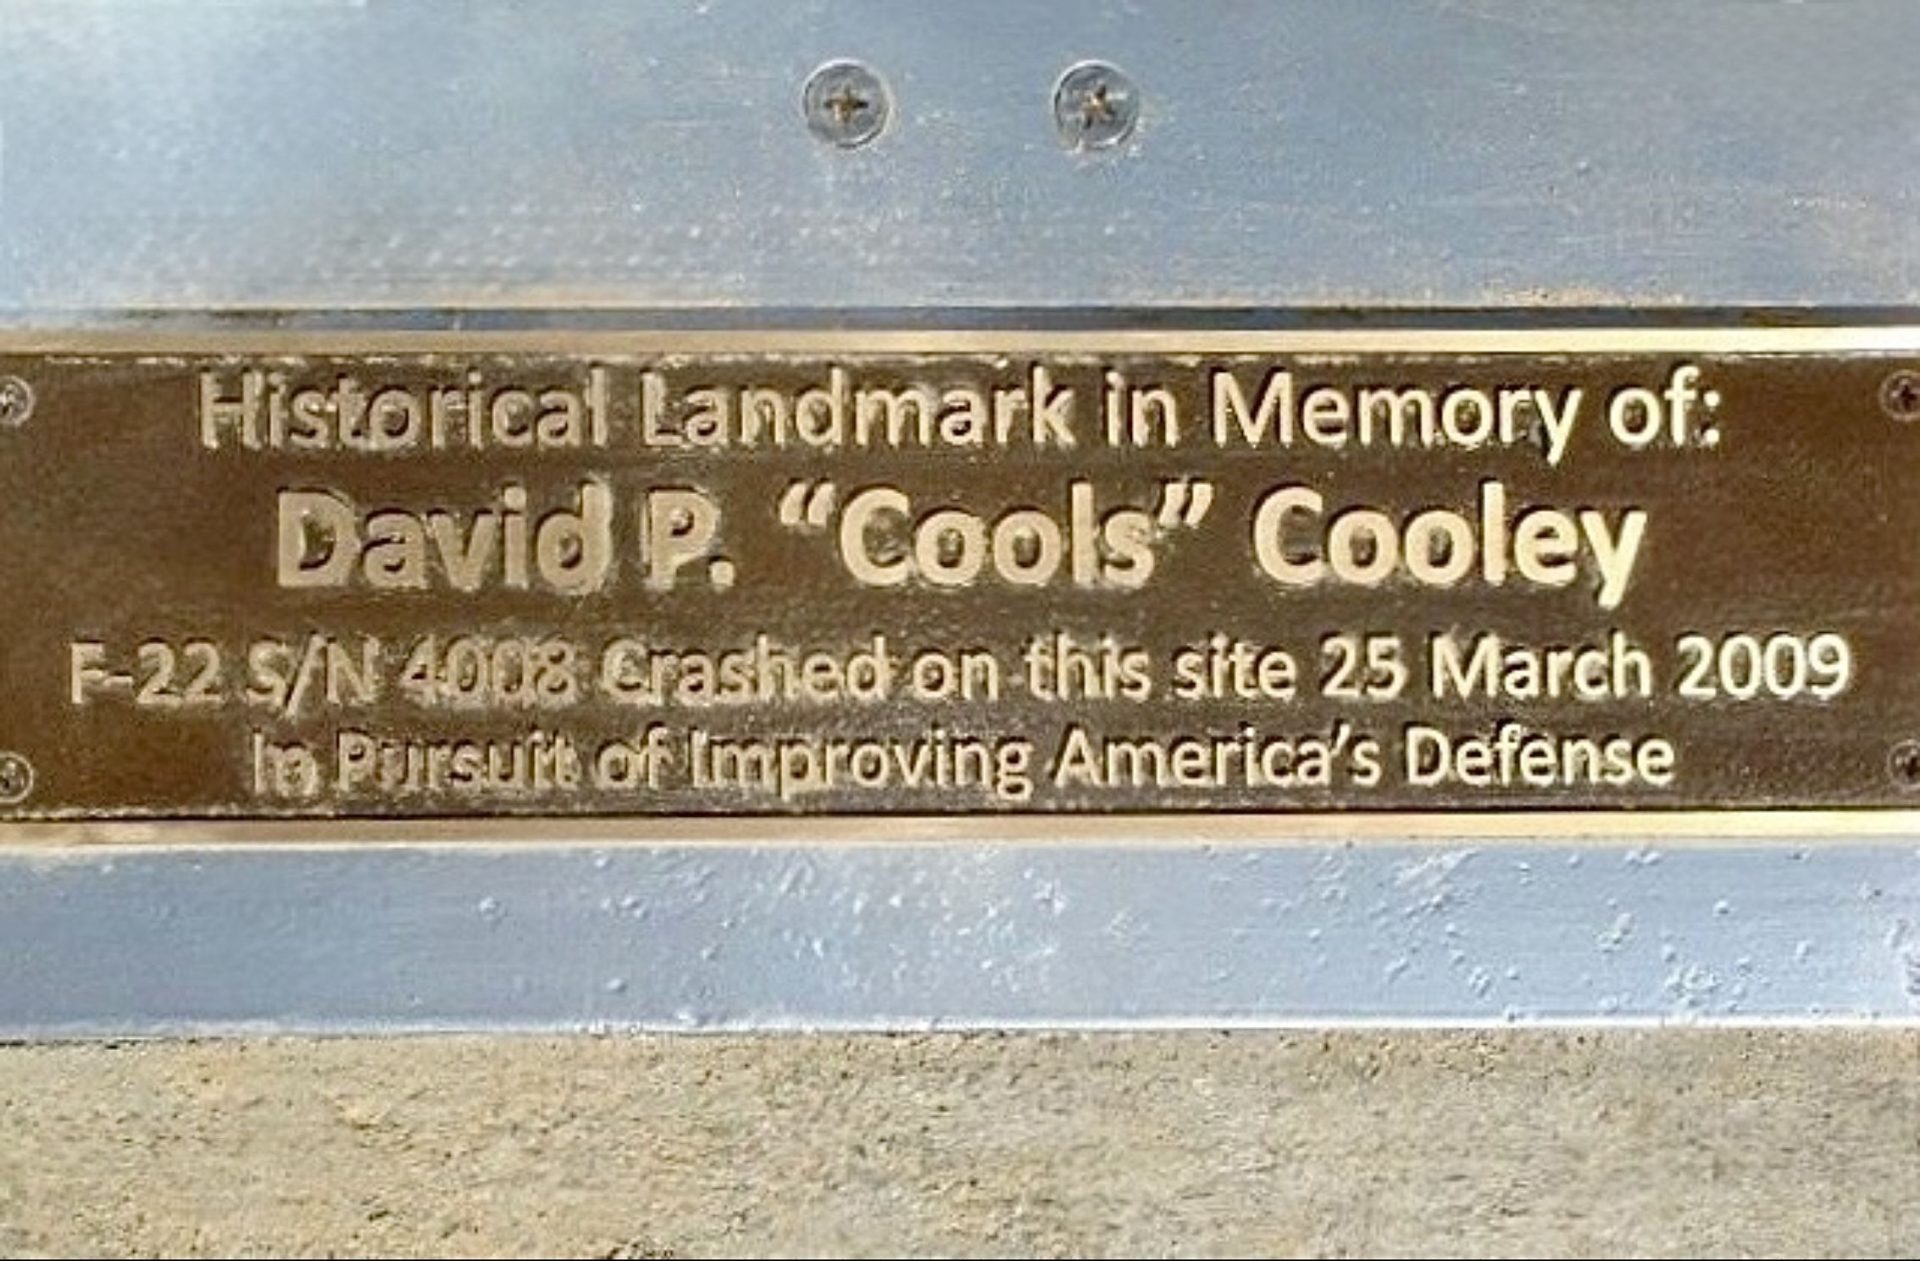 Historical Landmark in Memory of:
David P. “Cools” Cooley
F-22 S/N 4008 Crashed on this site 25 March 2009
In Pursuit of Improving America’s Defense